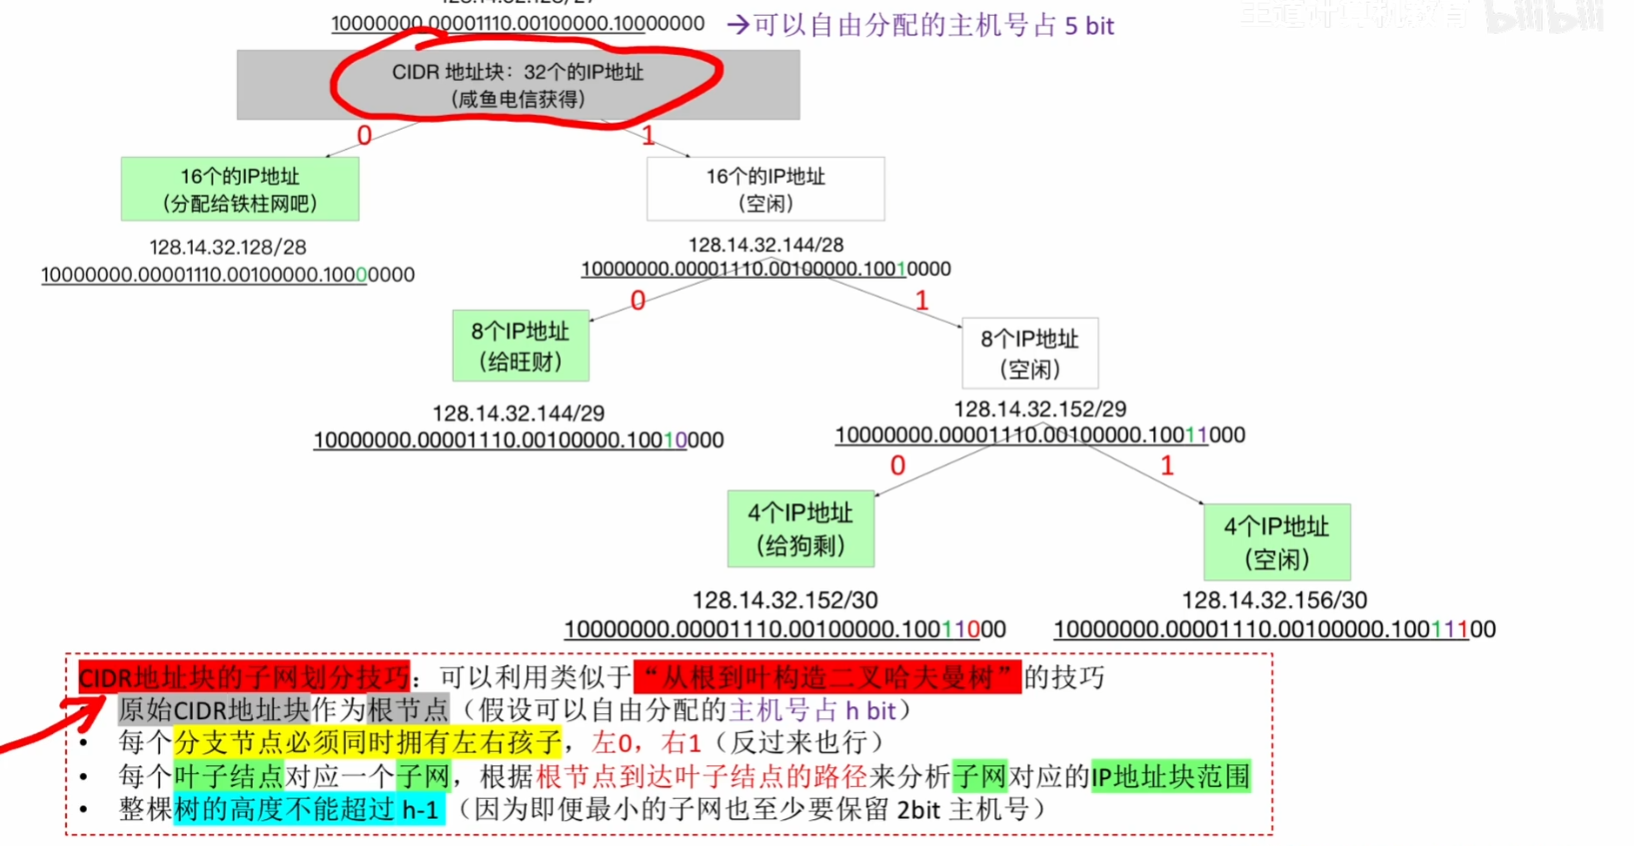 128.14.32.128/27
10000000.00001110.00100000.10000000 →可以自由分配的主机号占 5 bit
王道计算机教育 bilibili
CIDR 地址块：32个的IP地址
（咸鱼电信获得）
0
1
16个的IP地址
（分配给铁柱网吧）
16个的IP地址
（空闲）
128.14.32.128/28
10000000.00001110.00100000.10000000
128.14.32.144/28
10000000.00001110.00100000.10010000
0
1
8个IP地址
（给旺财）
8个IP地址
（空闲）
128.14.32.144/29
10000000.00001110.00100000.10010000
128.14.32.152/29
10000000.00001110.00100000.10011000
0
1
4个IP地址
（给狗剩）
4个IP地址
（空闲）
128.14.32.152/30
10000000.00001110.00100000.10011000
128.14.32.156/30
10000000.00001110.00100000.10011100
CIDR地址块的子网划分技巧：可以利用类似于“从根到叶构造二叉哈夫曼树”的技巧
原始CIDR地址块作为根节点（假设可以自由分配的主机号占 h bit）
• 每个分支节点必须同时拥有左右孩子，左0，右1（反过来也行）
• 每个叶子结点对应一个子网，根据根节点到达叶子结点的路径来分析子网对应的IP地址块范围
• 整棵树的高度不能超过 h-1（因为即便最小的子网也至少要保留 2bit 主机号）